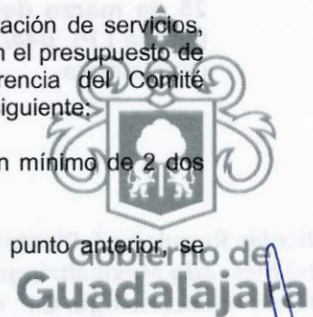 ación de servicios,
n el presupuesto de
rencia del Comité
siguiente:
n mínimo de 2 dos
punto anterior, se
Gobierno de
Guadalajara